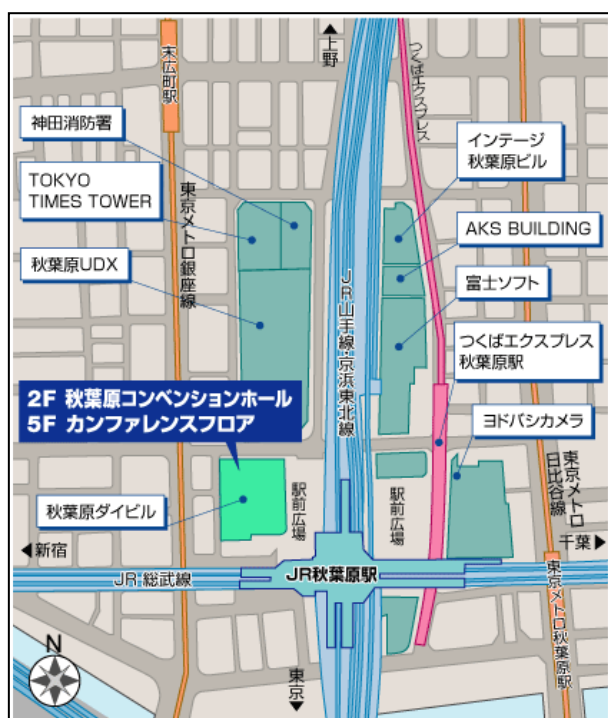 上野
末広町駅
つくばエクスプレス
神田消防署
インテージ
秋葉原ビル
TOKYO
TIMES TOWER
東京メトロ銀座線
AKS BUILDING
秋葉原UDX
富士ソフト
JR山手線・京浜東北線
つくばエクスプレス
秋葉原駅
2F 秋葉原コンベンションホール
5F カンファレンスフロア
ヨドバシカメラ
東京メトロ
日比谷線
秋葉原ダイビル
駅前広場
駅前広場
新宿
千葉
JR 総武線
JR秋葉原駅
東京メトロ秋葉原駅
N
東京